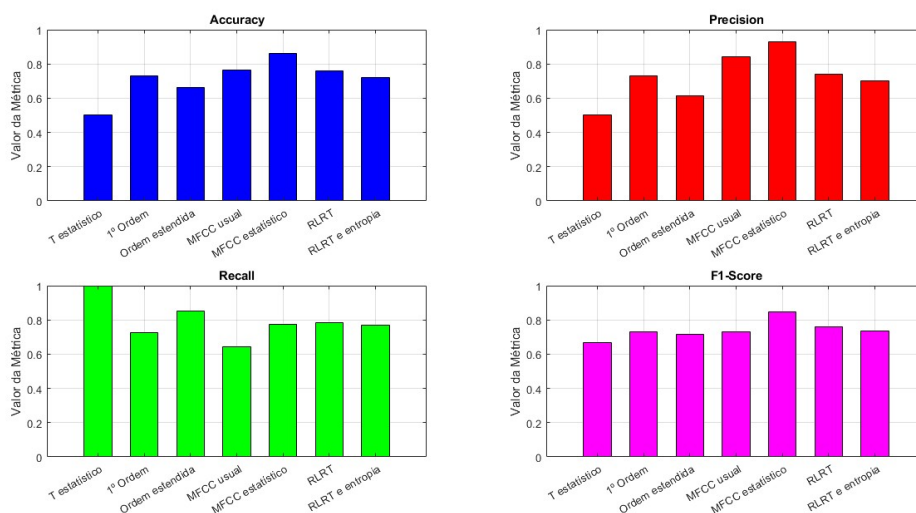 Accuracy
Valor da Métrica
1
0.8
0.6
0.4
0.2
0
T estatístico
1º Ordem
Ordem estendida
MFCC usual
MFCC estatístico
RLRT
RLRT e entropia
Precision
Valor da Métrica
1
0.8
0.6
0.4
0.2
0
T estatístico
1º Ordem
Ordem estendida
MFCC usual
MFCC estatístico
RLRT
RLRT e entropia
Recall
Valor da Métrica
1
0.8
0.6
0.4
0.2
0
T estatístico
1º Ordem
Ordem estendida
MFCC usual
MFCC estatístico
RLRT
RLRT e entropia
F1-Score
Valor da Métrica
1
0.8
0.6
0.4
0.2
0
T estatístico
1º Ordem
Ordem estendida
MFCC usual
MFCC estatístico
RLRT
RLRT e entropia